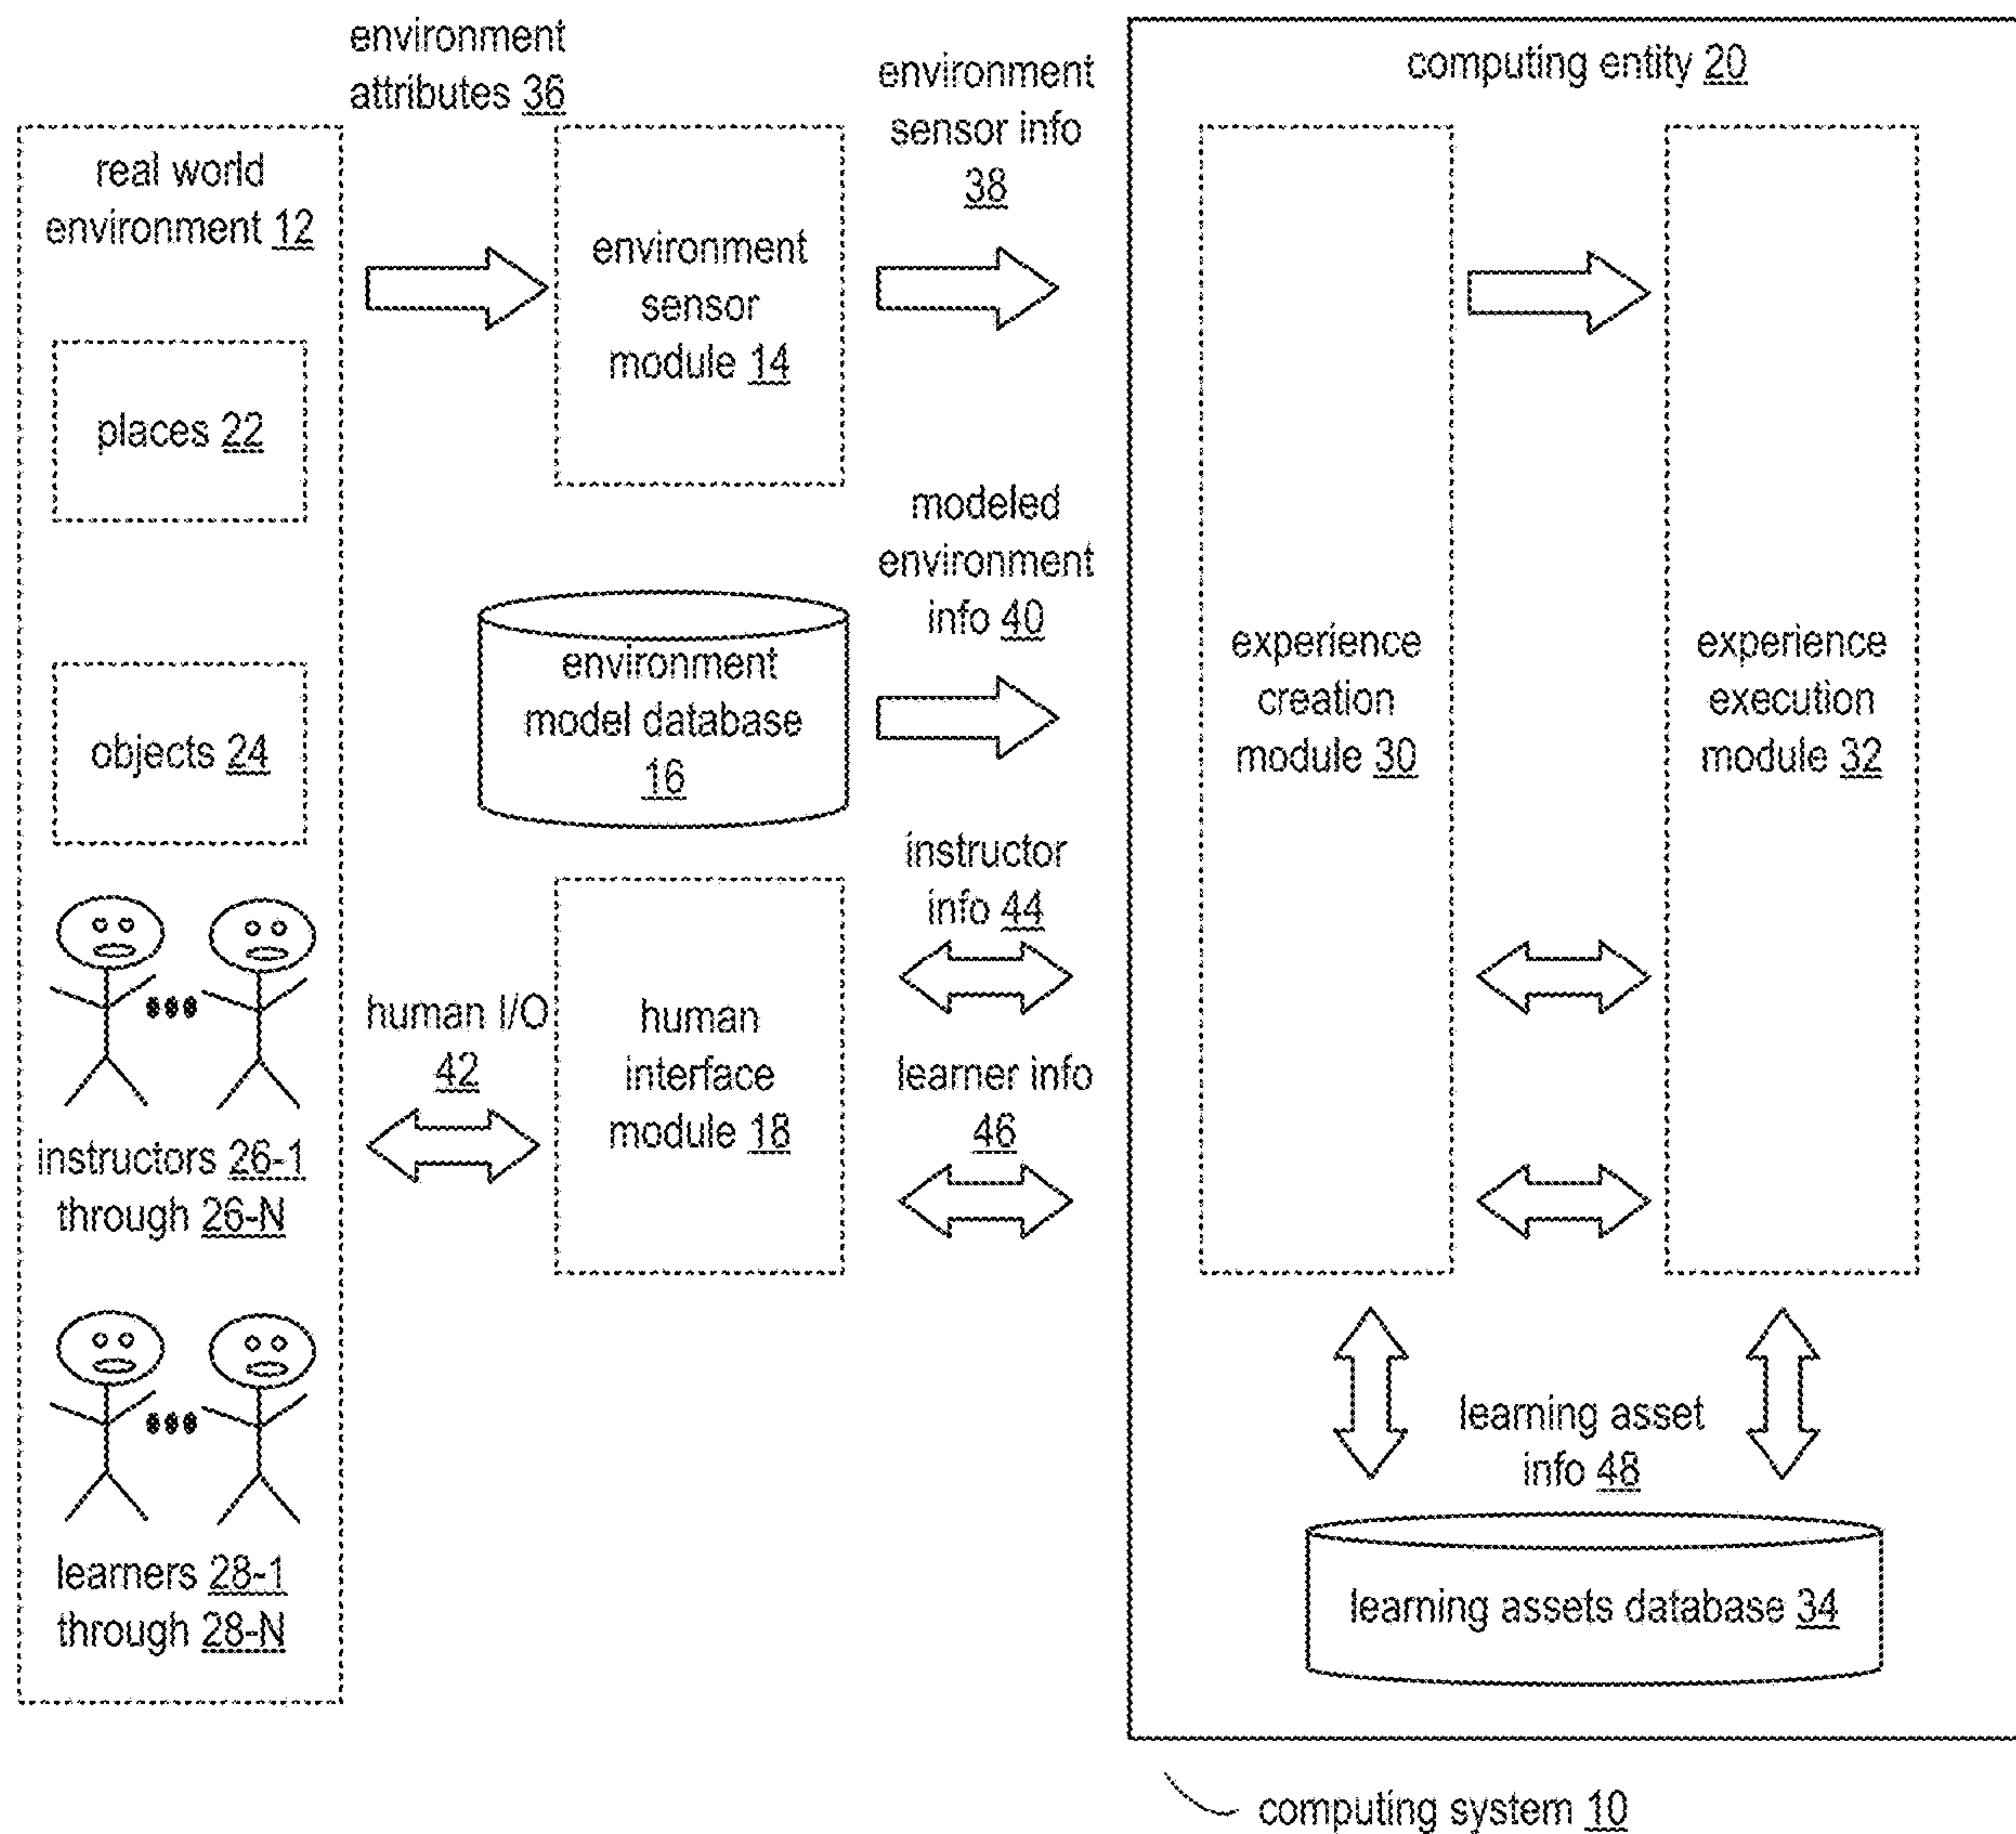 environment
attributes 36
environment
sensor info
38
computing entity 20
real world
environment 12
environment
sensor
module 14
places 22
modeled
environment
info 40
environment
model database
16
experience
creation
module 30
experience
execution
module 32
objects 24
instructor
info 44
human I/O
42
human
interface
module 18
learner info
46
instructors 26-1
through 26-N
learning asset
info 48
learners 28-1
through 28-N
learning assets database 34
computing system 10